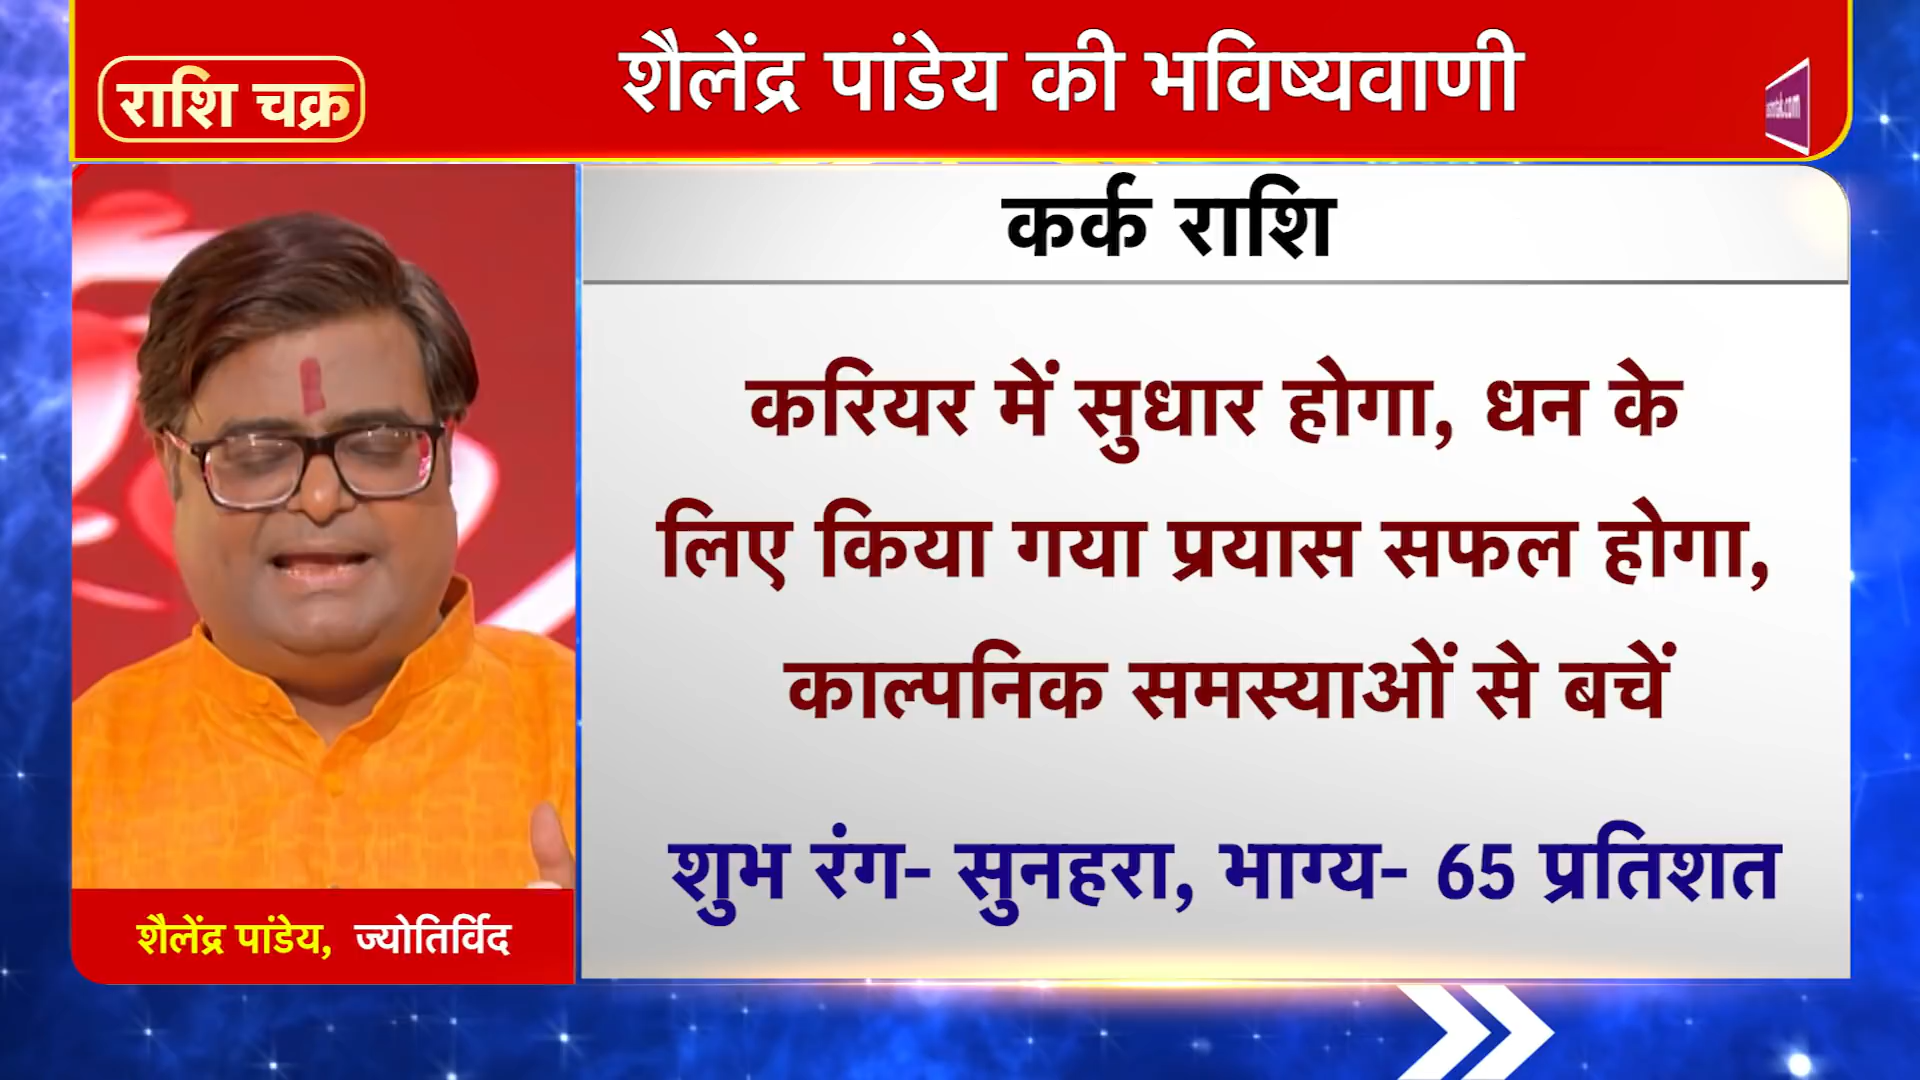 राशि चक्र
शैलेंद्र पांडेय की भविष्यवाणी
कर्क राशि
करियर में सुधार होगा, धन के
लिए किया गया प्रयास सफल होगा,
काल्पनिक समस्याओं से बचें
शुभ रंग- सुनहरा, भाग्य- 65 प्रतिशत
शैलेंद्र पांडेय, ज्योतिर्विद